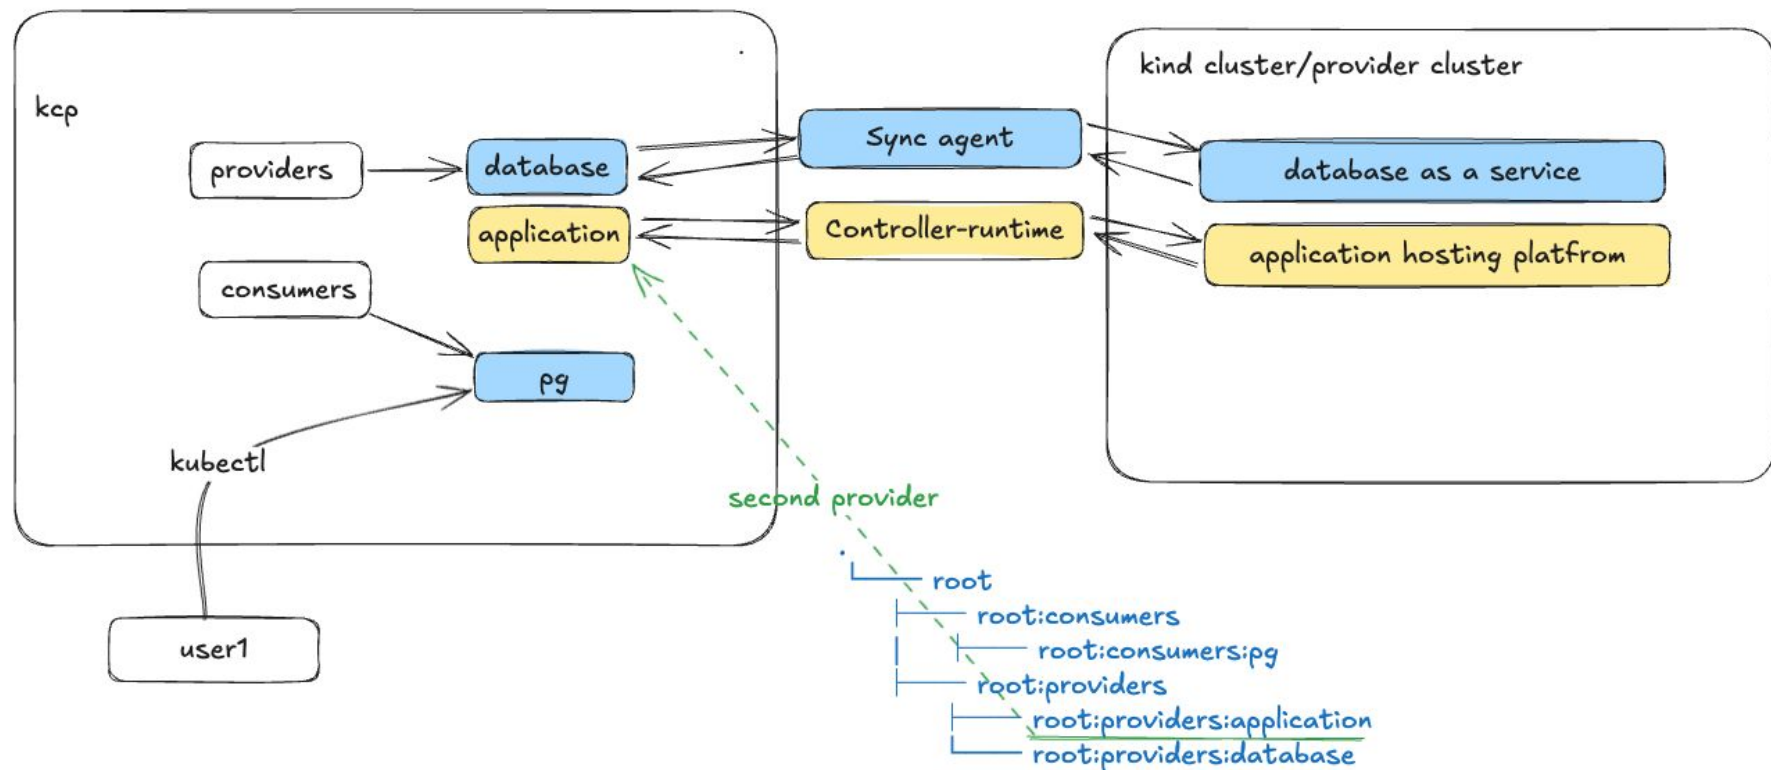 kcp
providers
database
application
consumers
pg
kubectl
user1
Sync agent
Controller-runtime
kind cluster/provider cluster
database as a service
application hosting platfrom
second provider
root
root:consumers
root:consumers:pg
root:providers
root:providers:application
root:providers:database